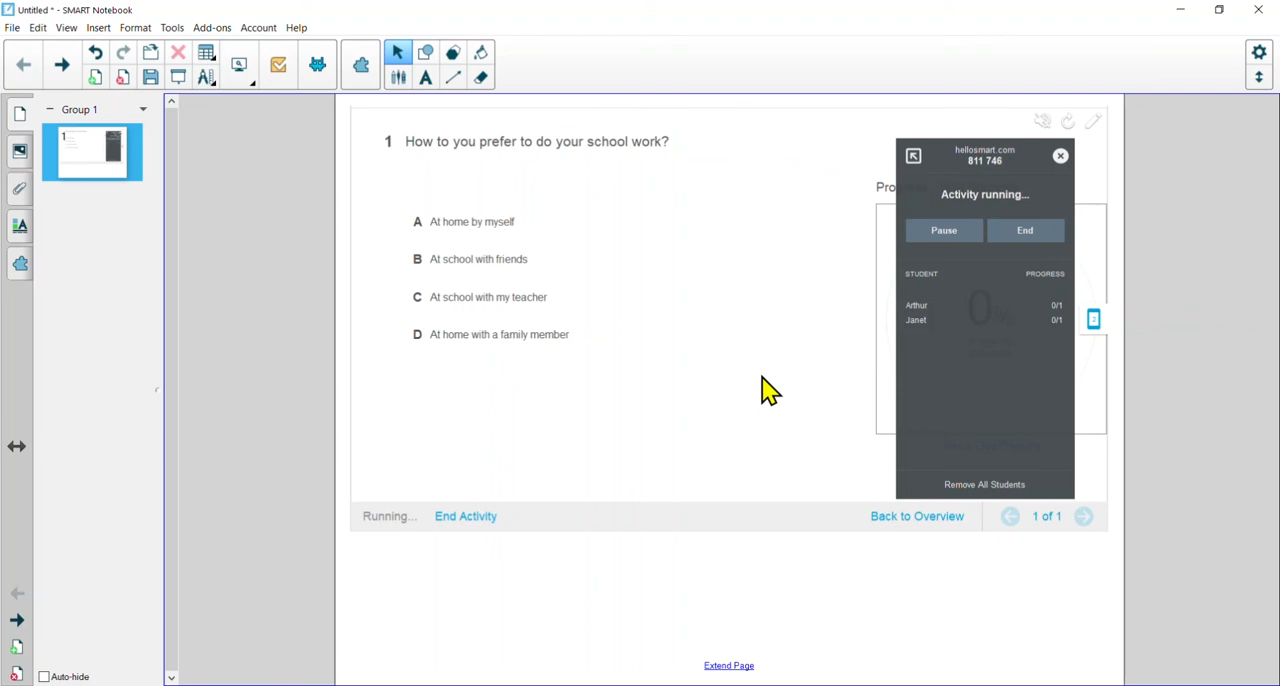 Untitled * - SMART Notebook
File Edit View Insert Format Tools Add-ons Account Help
Group 1
1
1 How to you prefer to do your school work?
A At home by myself
B At school with friends
C At school with my teacher
D At home with a family member
hellosmart.com
811 746
Activity running...
Pause End
STUDENT PROGRESS
Arthur 0/1
Janet 0/1
0%
2
Remove All Students
Running... End Activity
Back to Overview
1 of 1
Extend Page
Auto-hide